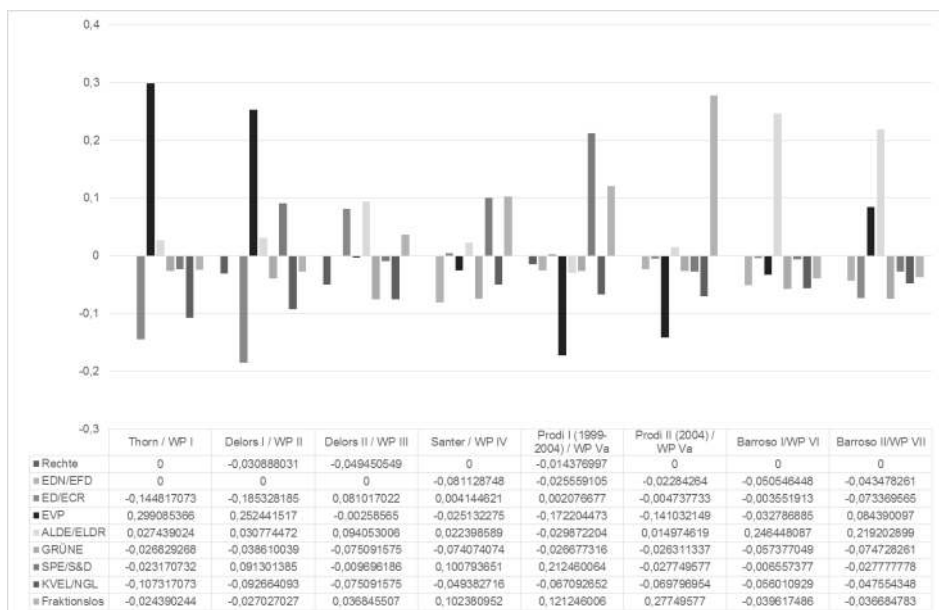 0,4
0,3
0,2
0,1
0
-0,1
-0,2
-0,3
Thorn / WP I Delors I / WP II Delors II / WP III Santer / WP IV Prodi I (1999- Prodi II (2004) / Barroso I/WP VI Barroso II/WP VII
2004) / WP Va WP Va
Rechte 0 -0,030888031 -0,049450549 0 -0,014376997 0 0 0
EDN/EFD 0 0 0 -0,081128748 -0,025559105 -0,02284264 -0,050546448 -0,043478261
ED/ECR -0,144817073 -0,185328185 0,081017022 0,004144621 0,002076677 -0,004737733 -0,003551913 -0,073369565
EVP 0,299085366 0,252441517 -0,00258565 -0,025132275 -0,172204473 -0,141032149 -0,032786885 0,084390097
ALDE/ELDR 0,027439024 0,030774472 0,094053006 0,022398589 -0,029872204 0,014974619 0,246448087 0,219202899
GRÜNE -0,026829268 -0,038610039 -0,075091575 -0,074074074 -0,026677316 -0,026311337 -0,057377049 -0,074728261
SPE/S&D -0,023170732 0,091301385 -0,009696186 0,100793651 0,212460064 -0,027749577 -0,006557377 -0,027777778
KVEL/NGL -0,107317073 -0,092664093 -0,075091575 -0,049382716 -0,067092652 -0,069796954 -0,056010929 -0,047554348
Fraktionslos -0,024390244 -0,027027027 0,036845507 0,102380952 0,121246006 0,27749577 -0,039617486 -0,036684783